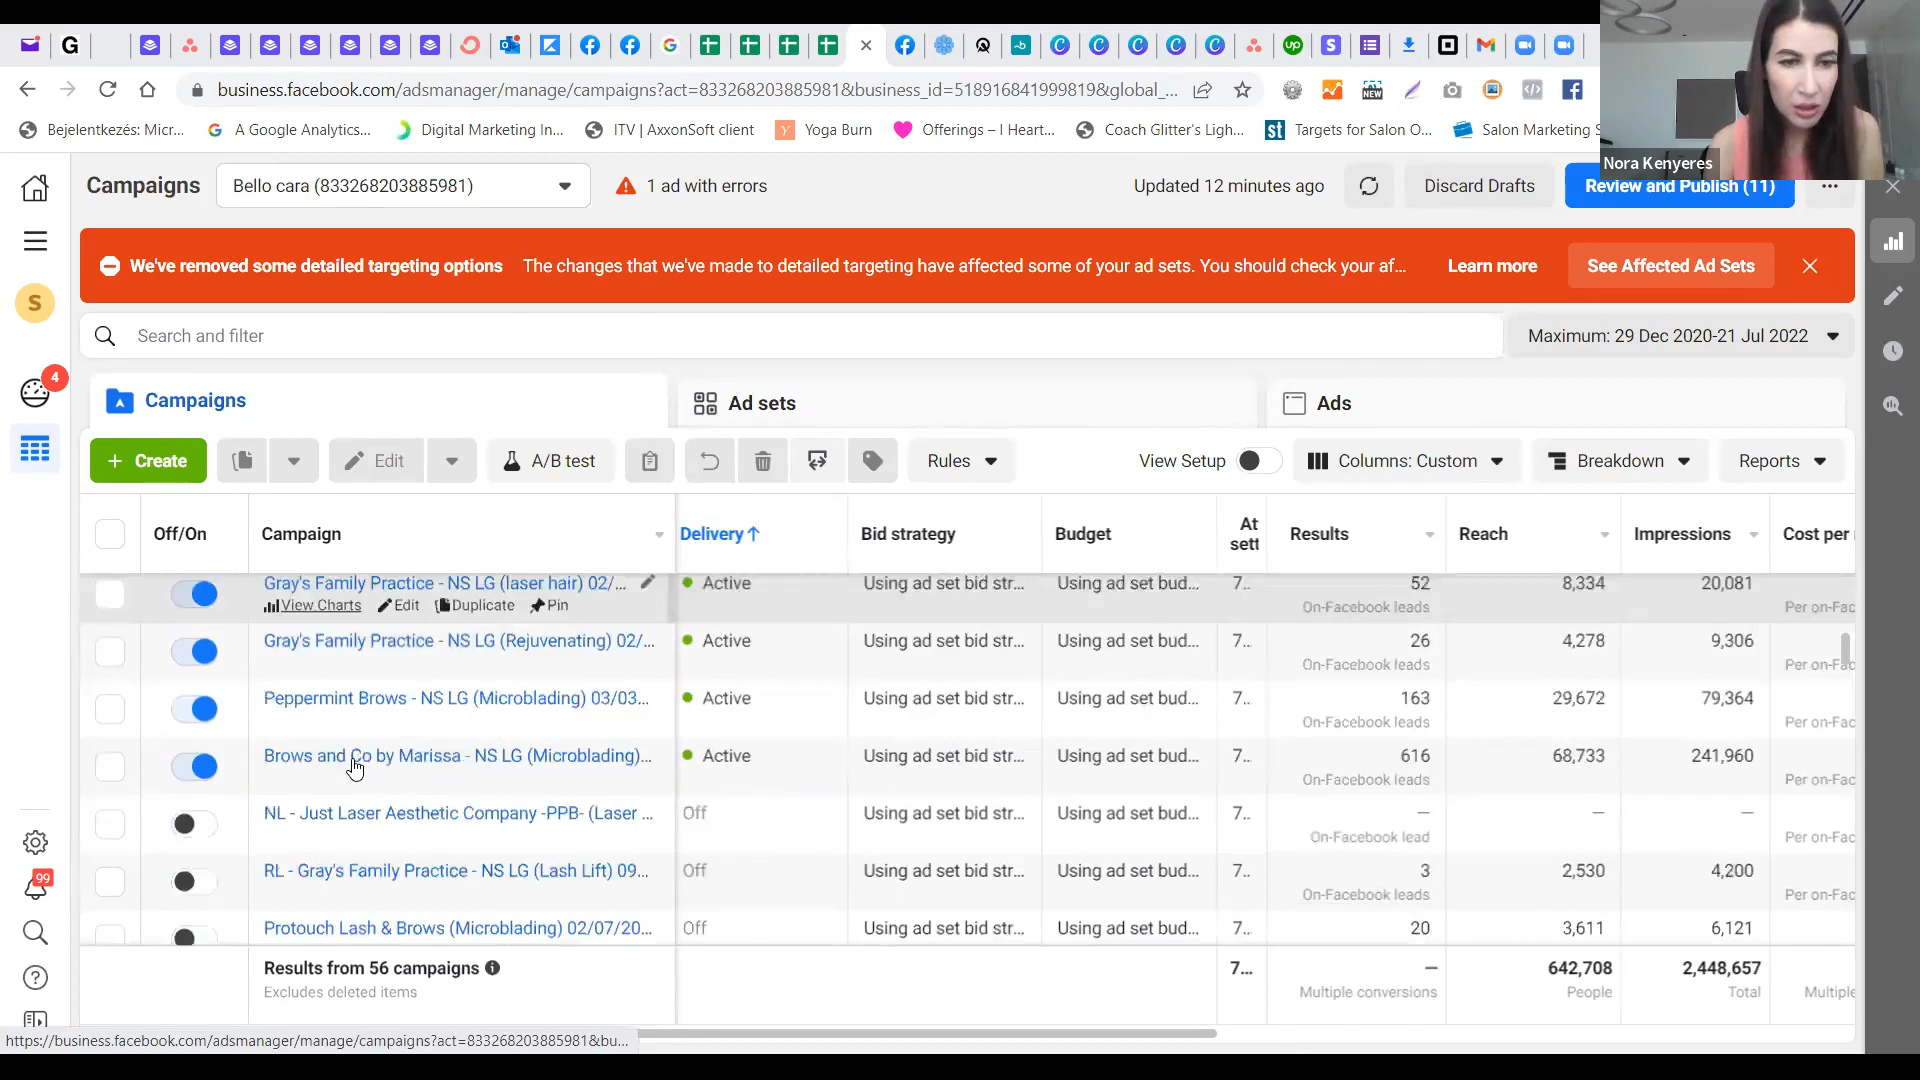 business.facebook.com/adsmanager/manage/campaigns?act=833268203885981&business_id=518916841999819&global_...
Bejelentkezés: Micr...
A Google Analytics...
Digital Marketing In...
ITV | AxxonSoft client
Yoga Burn
Offerings – I Heart...
Coach Glitter's Ligh...
Targets for Salon O...
Salon Marketing S
Nora Kenyeres
Campaigns
Bello cara (833268203885981)
1 ad with errors
Updated 12 minutes ago
Discard Drafts
Review and Publish (11)
We've removed some detailed targeting options
The changes that we've made to detailed targeting have affected some of your ad sets. You should check your af...
Learn more
See Affected Ad Sets
S
Search and filter
Maximum: 29 Dec 2020-21 Jul 2022
4
Campaigns
Ad sets
Ads
+ Create
Edit
A/B test
Rules
View Setup
Columns: Custom
Breakdown
Reports
Off/On
Campaign
Delivery ↑
Bid strategy
Budget
At
sett
Results
Reach
Impressions
Cost per
Gray's Family Practice - NS LG (laser hair) 02/... Active Using ad set bid str... Using ad set bud... 7.. 52 8,334 20,081
View Charts Edit Duplicate Pin On-Facebook leads Per on-Fac
Gray's Family Practice - NS LG (Rejuvenating) 02/... Active Using ad set bid str... Using ad set bud... 7.. 26 4,278 9,306
On-Facebook leads Per on-Fac
Peppermint Brows - NS LG (Microblading) 03/03... Active Using ad set bid str... Using ad set bud... 7.. 163 29,672 79,364
On-Facebook leads Per on-Fac
Brows and Co by Marissa - NS LG (Microblading)... Active Using ad set bid str... Using ad set bud... 7.. 616 68,733 241,960
On-Facebook leads Per on-Fac
NL - Just Laser Aesthetic Company -PPB- (Laser ... Off Using ad set bid str... Using ad set bud... 7.. — — —
On-Facebook lead Per on-Fac
RL - Gray's Family Practice - NS LG (Lash Lift) 09... Off Using ad set bid str... Using ad set bud... 7.. 3 2,530 4,200
On-Facebook leads Per on-Fac
Protouch Lash & Brows (Microblading) 02/07/20... Off Using ad set bid str... Using ad set bud... 7.. 20 3,611 6,121
99
Results from 56 campaigns 7... — 642,708 2,448,657
Excludes deleted items Multiple conversions People Total Multiple
https://business.facebook.com/adsmanager/manage/campaigns?act=833268203885981&bu...